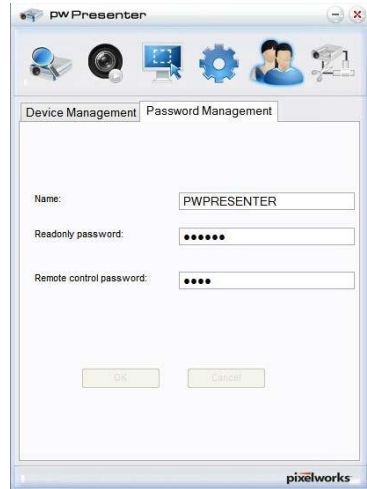 pw Presenter
Device Management Password Management
Name: PWPRESENTER
Readonly password: ●●●●●●
Remote control password: ●●●●
OK Cancel
pixelworks